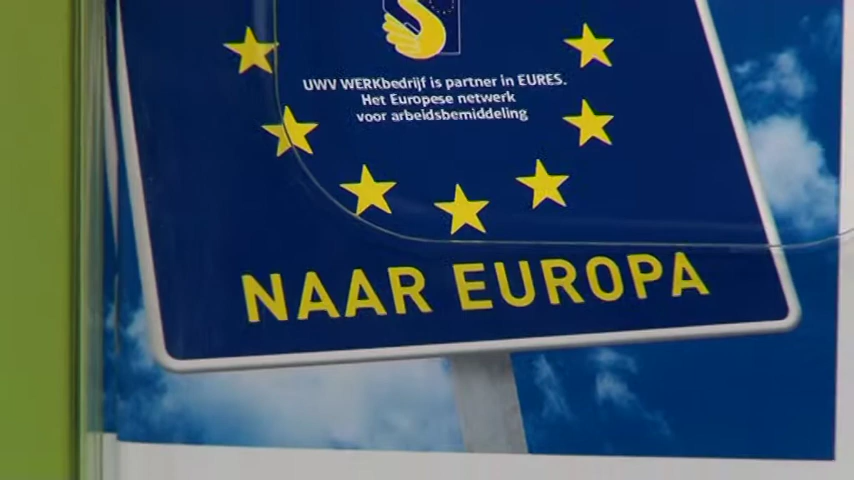 UWV WERKbedrijf is partner in EURES.
Het Europese netwerk
voor arbeidsbemiddeling
NAAR EUROPA